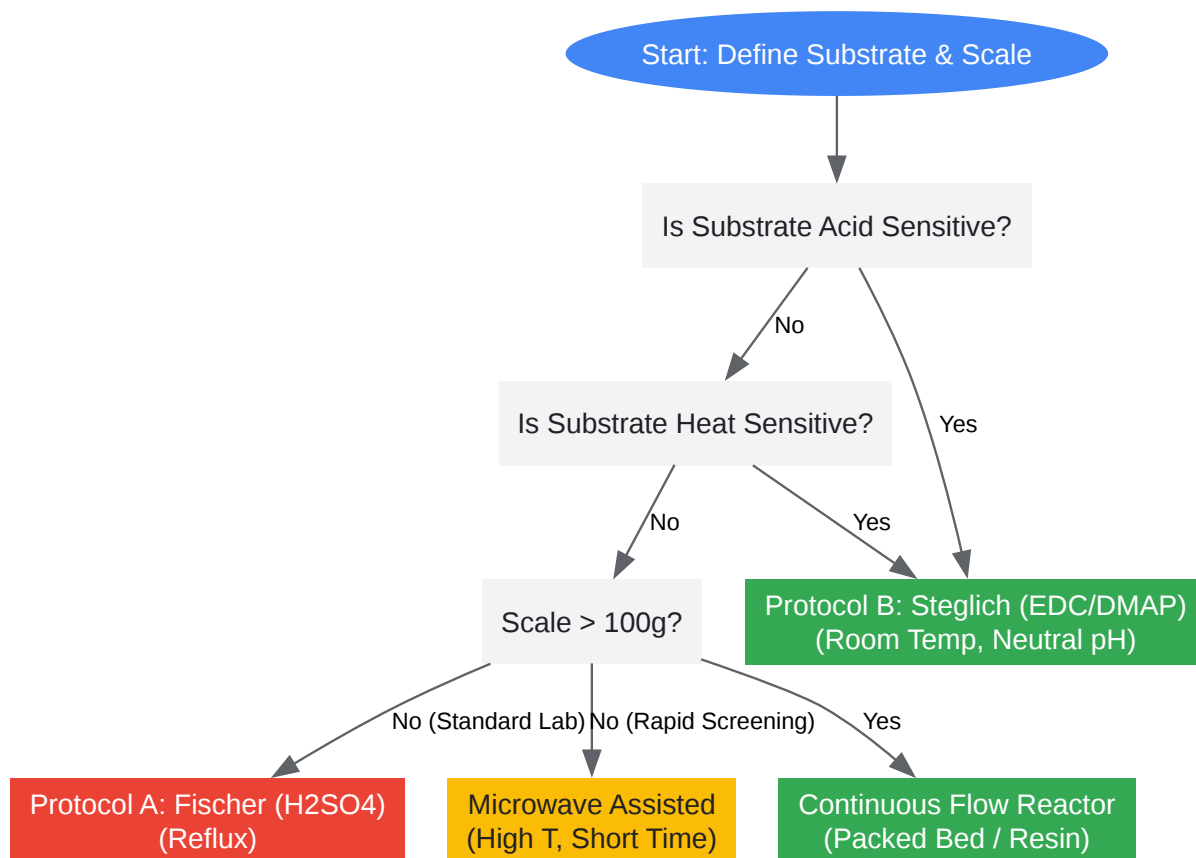 Start: Define Substrate & Scale
Is Substrate Acid Sensitive?
No
Is Substrate Heat Sensitive?
Yes
No
Yes
Scale > 100g?
Protocol B: Steglich (EDC/DMAP)
(Room Temp, Neutral pH)
No (Standard Lab)
No (Rapid Screening)
Yes
Protocol A: Fischer (H2SO4)
(Reflux)
Microwave Assisted
(High T, Short Time)
Continuous Flow Reactor
(Packed Bed / Resin)